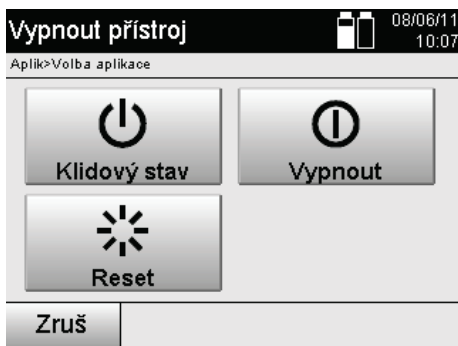 Vypnout přístroj
08/06/11
10:07
Aplik>Volba aplikace
Klidový stav
Vypnout
Reset
Zruš